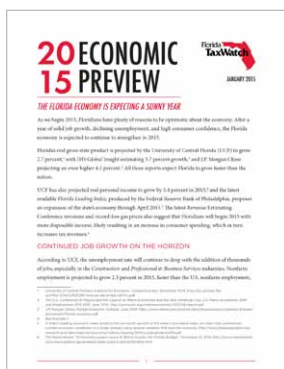 2015 ECONOMIC PREVIEW
Florida TaxWatch
JANUARY 2015
THE FLORIDA ECONOMY IS EXPECTING A SUNNY YEAR
As we begin 2015, Floridians have plenty of reasons to be optimistic about the economy. After a
year of solid job growth, declining unemployment, and high consumer confidence, the Florida
economy is expected to continue to strengthen in 2015.
Florida's real gross state product is projected by the University of Central Florida (UCF) to grow
2.7 percent,¹ with IHS Global Insight estimating 3.7 percent growth,² and J.P. Morgan Chase
projecting an even higher 4.2 percent.³ All these reports expect Florida to grow faster than the
nation.
UCF has also projected real personal income to grow by 3.4 percent in 2015,⁴ and the latest
available Florida Leading Index, produced by the Federal Reserve Bank of Philadelphia, proposes
an expansion of the state's economy through April 2015.⁵ The latest Revenue Estimating
Conference revenues and record-low gas prices also suggest that Floridians will begin 2015 with
more disposable income, likely resulting in an increase in consumer spending, which in turn
increases tax revenues.⁶
CONTINUED JOB GROWTH ON THE HORIZON
According to UCF, the unemployment rate will continue to drop with the addition of thousands
of jobs, especially in the Construction and Professional & Business Services industries. Nonfarm
employment is projected to grow 2.3 percent in 2015, faster than the U.S. nonfarm employment,